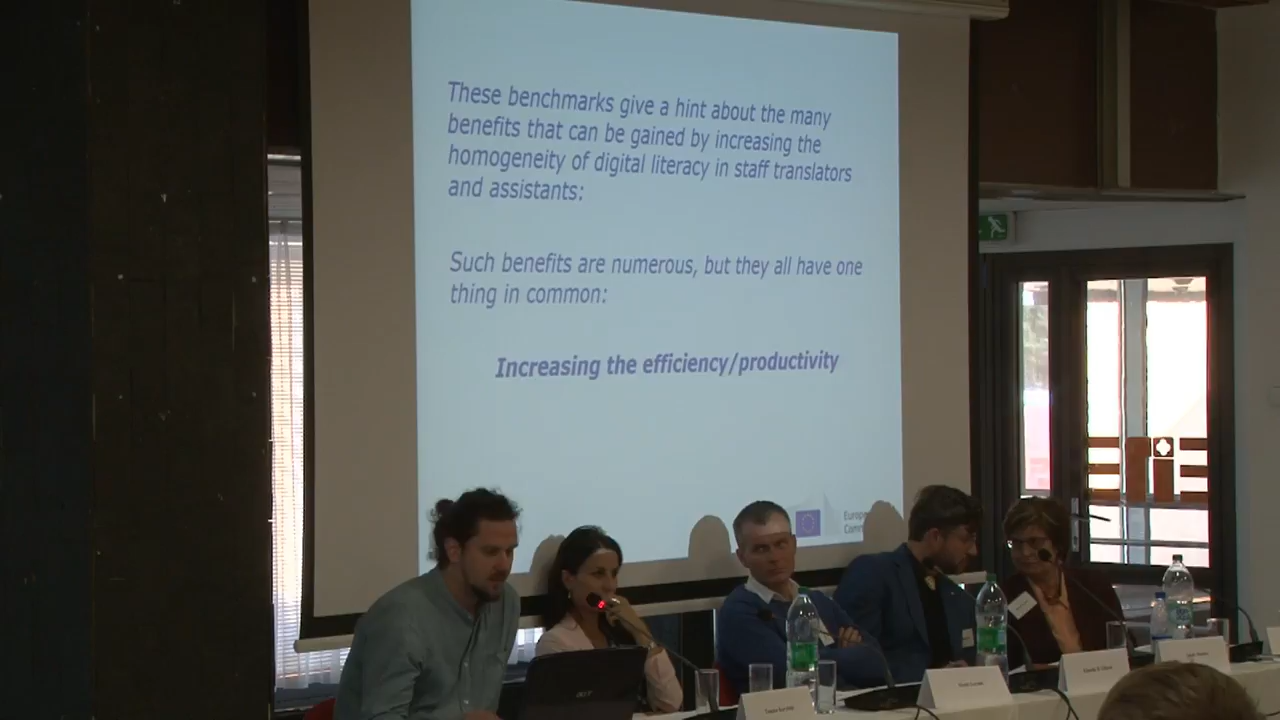 These benchmarks give a hint about the many
benefits that can be gained by increasing the
homogeneity of digital literacy in staff translators
and assistants:
Such benefits are numerous, but they all have one
thing in common:
Increasing the efficiency/productivity
acer